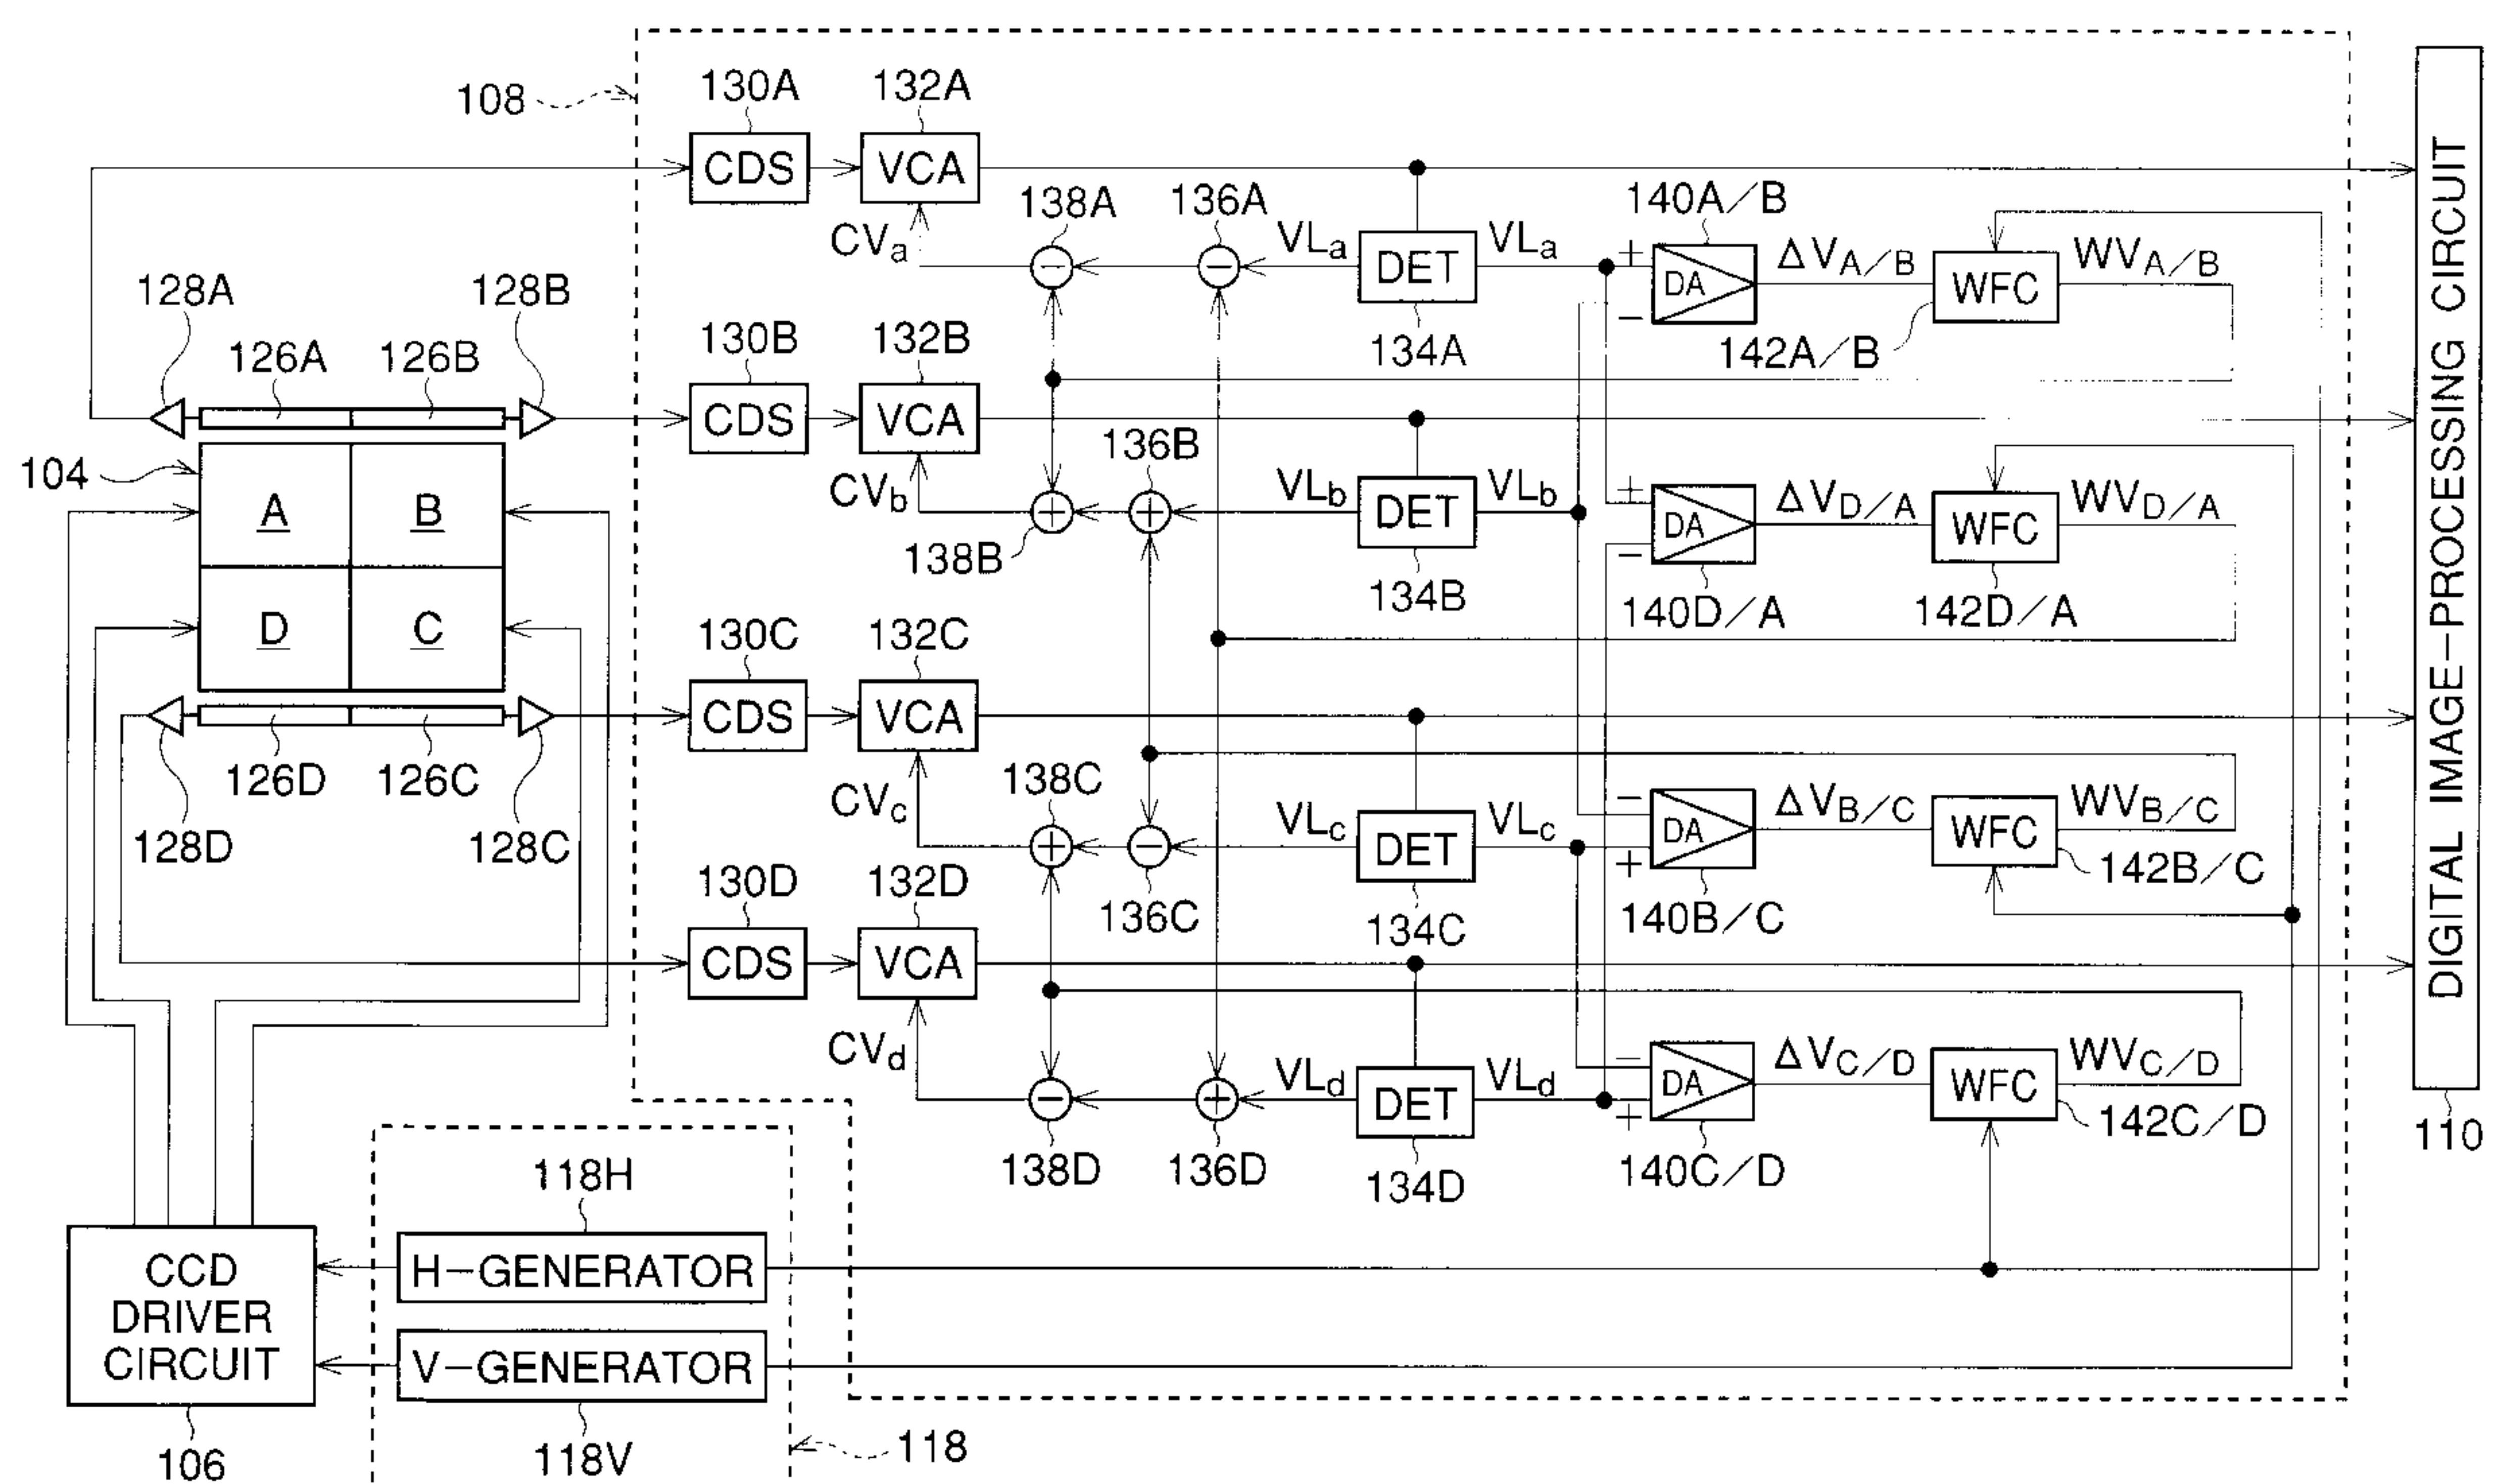 108
130A
132A
CDS
VCA
138A
136A
VLa
DET
VLa
140A/B
+
DA
−
ΔVA/B
WFC
WVA/B
CVa
−
−
134A
142A/B
128A
128B
126A
126B
130B
132B
CDS
VCA
136B
104
A
B
D
C
CVb
+
+
VLb
DET
VLb
+
DA
−
ΔVD/A
WFC
WVD/A
138B
134B
140D/A
142D/A
130C
132C
CDS
VCA
126D
126C
128D
128C
138C
CVc
+
−
VLc
DET
VLc
−
DA
+
ΔVB/C
WFC
WVB/C
142B/C
136C
134C
140B/C
130D
132D
CDS
VCA
CVd
−
+
VLd
DET
VLd
−
DA
+
ΔVC/D
WFC
WVC/D
142C/D
138D
136D
134D
140C/D
DIGITAL IMAGE-PROCESSING CIRCUIT
110
118H
H-GENERATOR
V-GENERATOR
118V
118
CCD
DRIVER
CIRCUIT
106